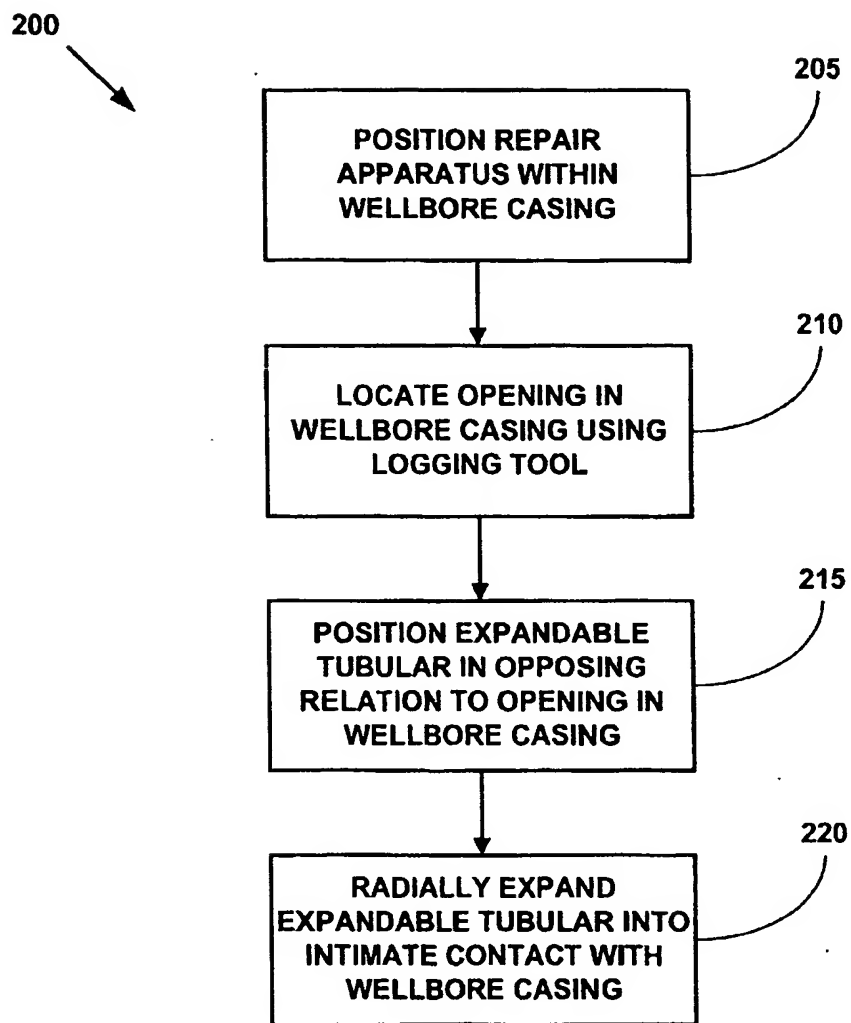 200
205
POSITION REPAIR
APPARATUS WITHIN
WELLBORE CASING
210
LOCATE OPENING IN
WELLBORE CASING USING
LOGGING TOOL
215
POSITION EXPANDABLE
TUBULAR IN OPPOSING
RELATION TO OPENING IN
WELLBORE CASING
220
RADIALLY EXPAND
EXPANDABLE TUBULAR INTO
INTIMATE CONTACT WITH
WELLBORE CASING